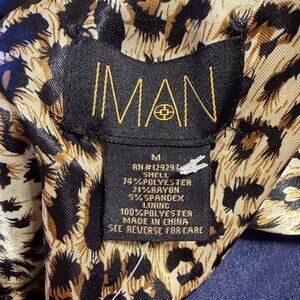 IMAN
M
RN#129297
SHELL
74%POLYESTER
21%RAYON
5%SPANDEX
LINING
100%POLYESTER
MADE IN CHINA
SEE REVERSE FOR CARE